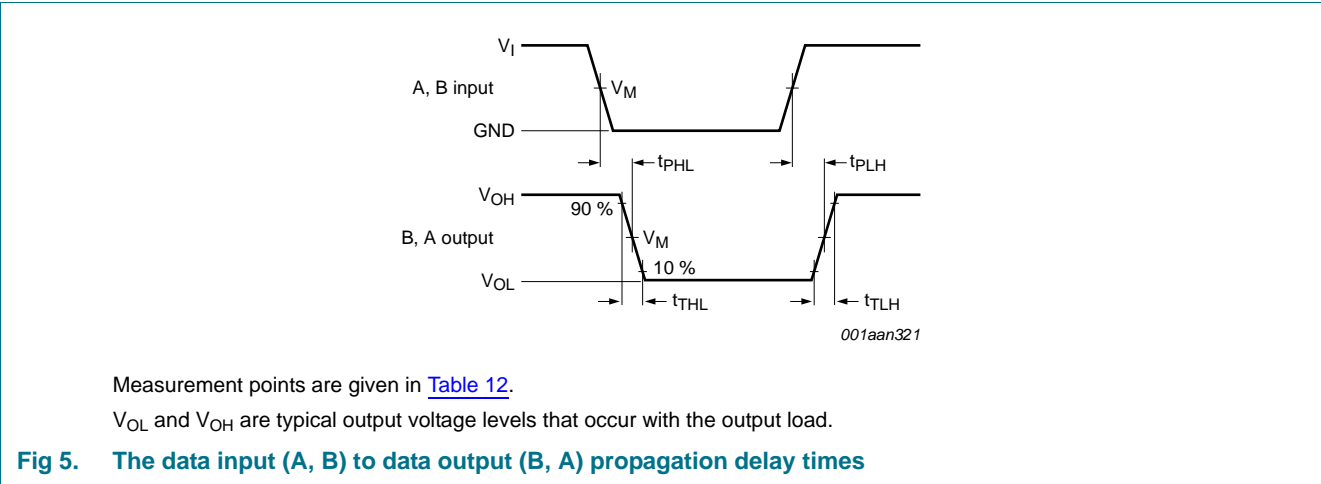 V_I
A, B input
V_M
GND
t_PHL
t_PLH
V_OH
90 %
B, A output
V_M
10 %
V_OL
t_THL
t_TLH
001aan321
Measurement points are given in Table 12.
V_OL and V_OH are typical output voltage levels that occur with the output load.
Fig 5. The data input (A, B) to data output (B, A) propagation delay times